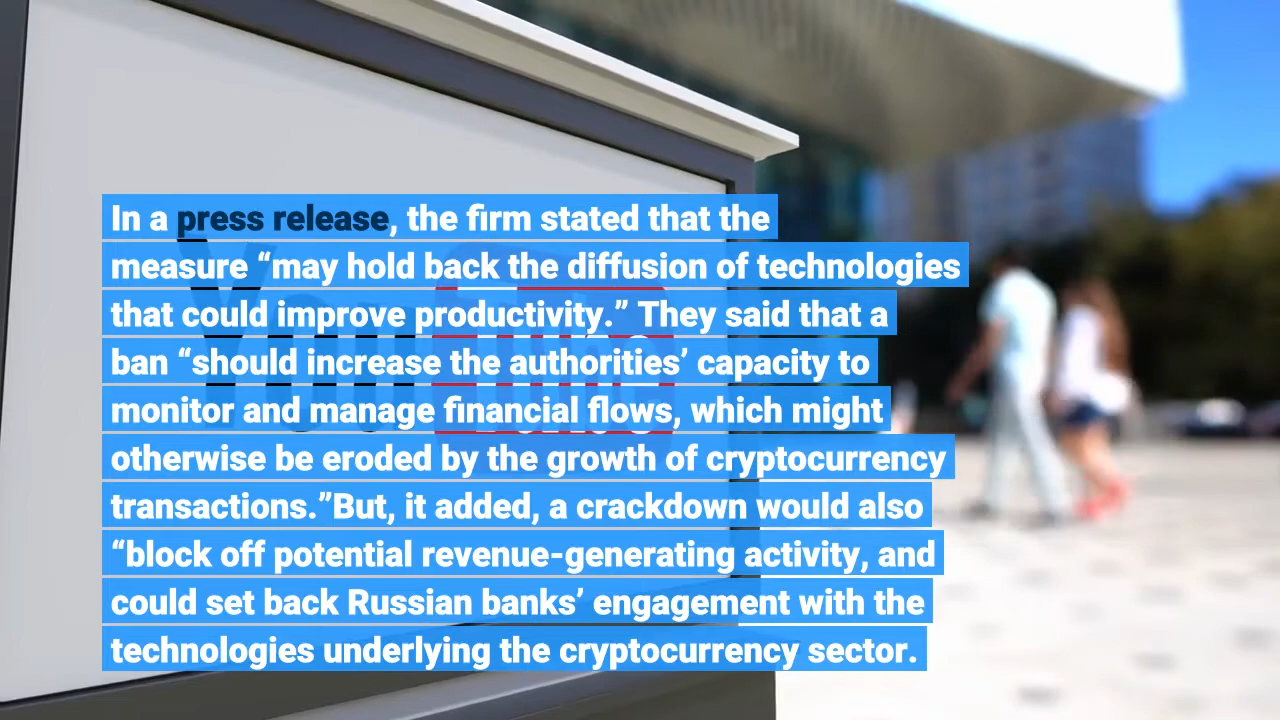 In a press release, the firm stated that the
measure “may hold back the diffusion of technologies
that could improve productivity.” They said that a
ban “should increase the authorities’ capacity to
monitor and manage financial flows, which might
otherwise be eroded by the growth of cryptocurrency
transactions.”But, it added, a crackdown would also
“block off potential revenue-generating activity, and
could set back Russian banks’ engagement with the
technologies underlying the cryptocurrency sector.
YouTube